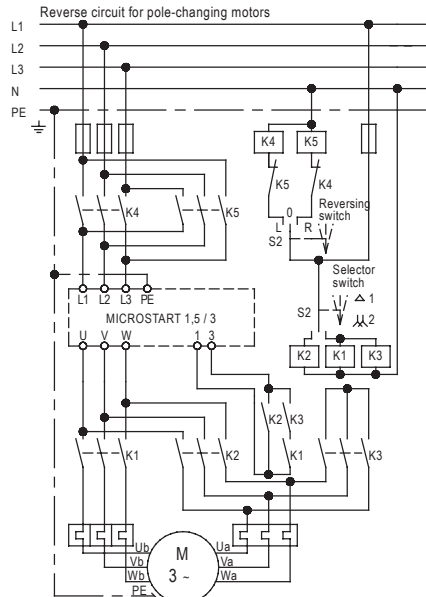 Reverse circuit for pole-changing motors
L1
L2
L3
N
PE
K4 K5
K5 K4
K4 K5
L 0 R
Reversing
switch
S2
Selector
switch
S2
1
2
L1 L2 L3 PE
MICROSTART 1,5 / 3
U V W 1 3
K2 K1 K3
K2 K3
K1 K2 K1 K3
Ub Ua
M
Vb Va
3 ~
Wb Wa
PE